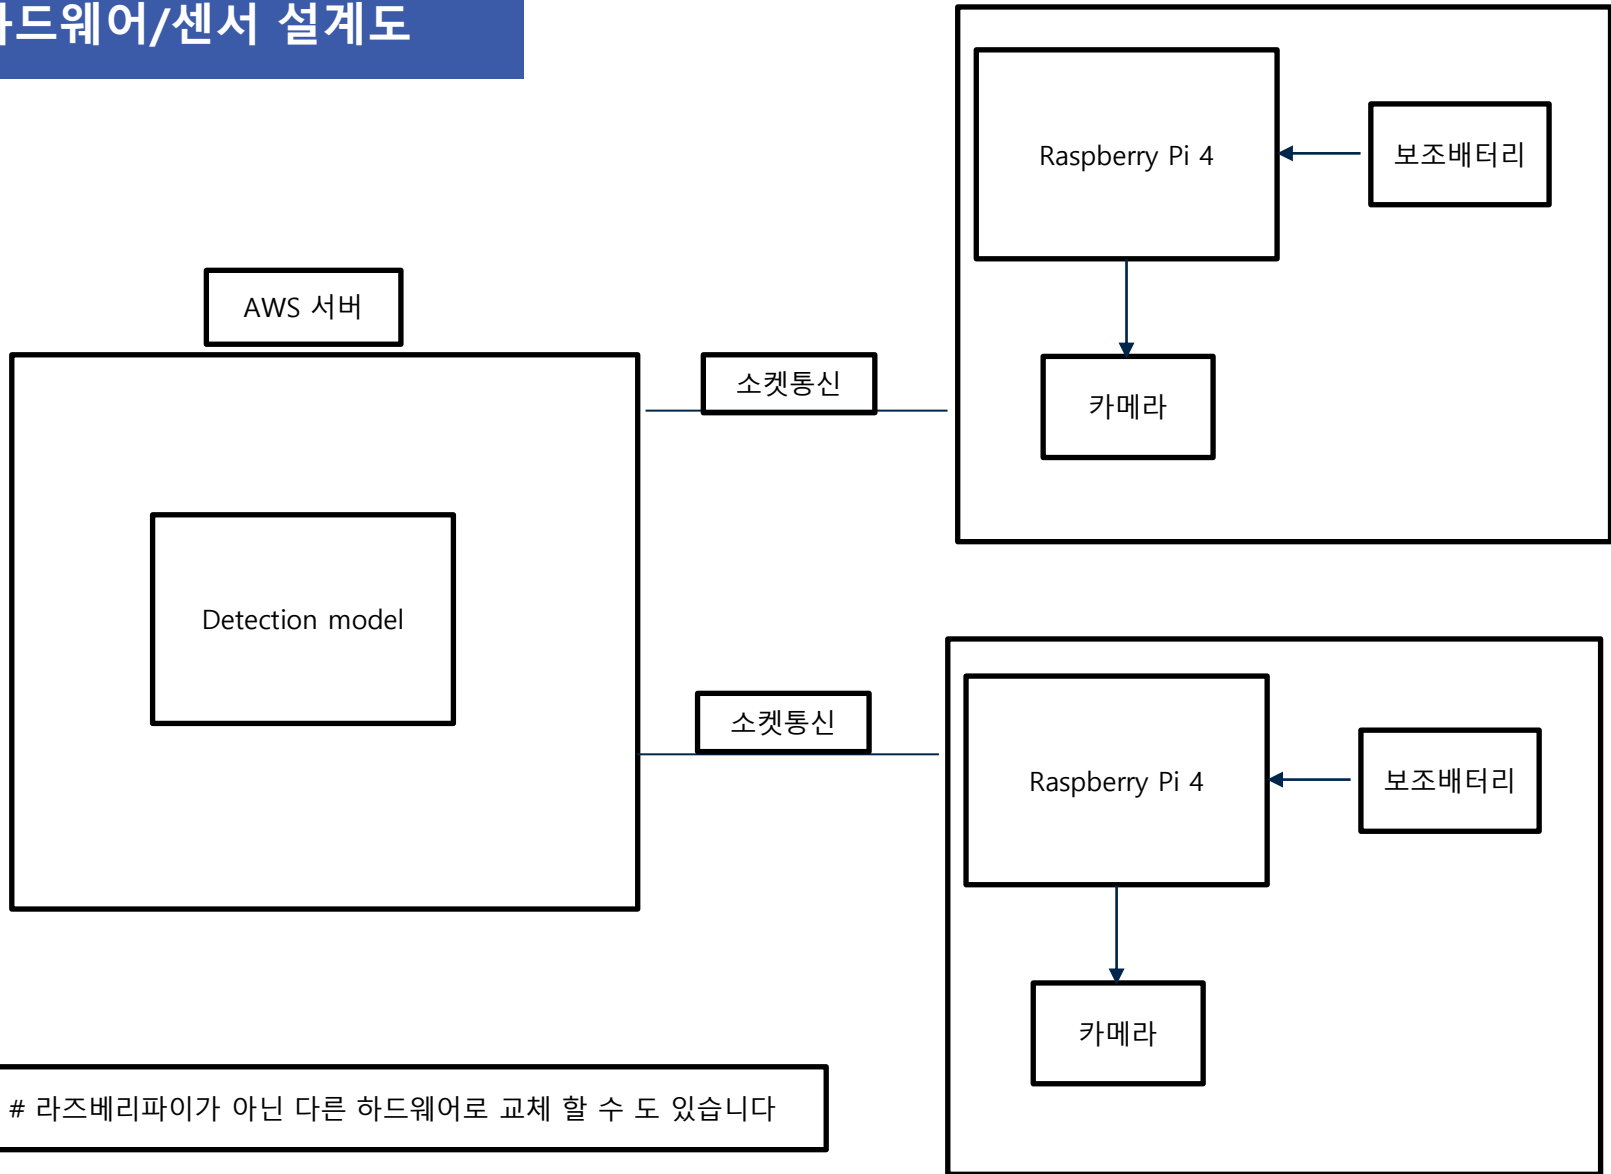 드웨어/센서 설계도
Raspberry Pi 4
보조배터리
카메라
AWS 서버
소켓통신
Detection model
소켓통신
Raspberry Pi 4
보조배터리
카메라
# 라즈베리파이가 아닌 다른 하드웨어로 교체 할 수 도 있습니다